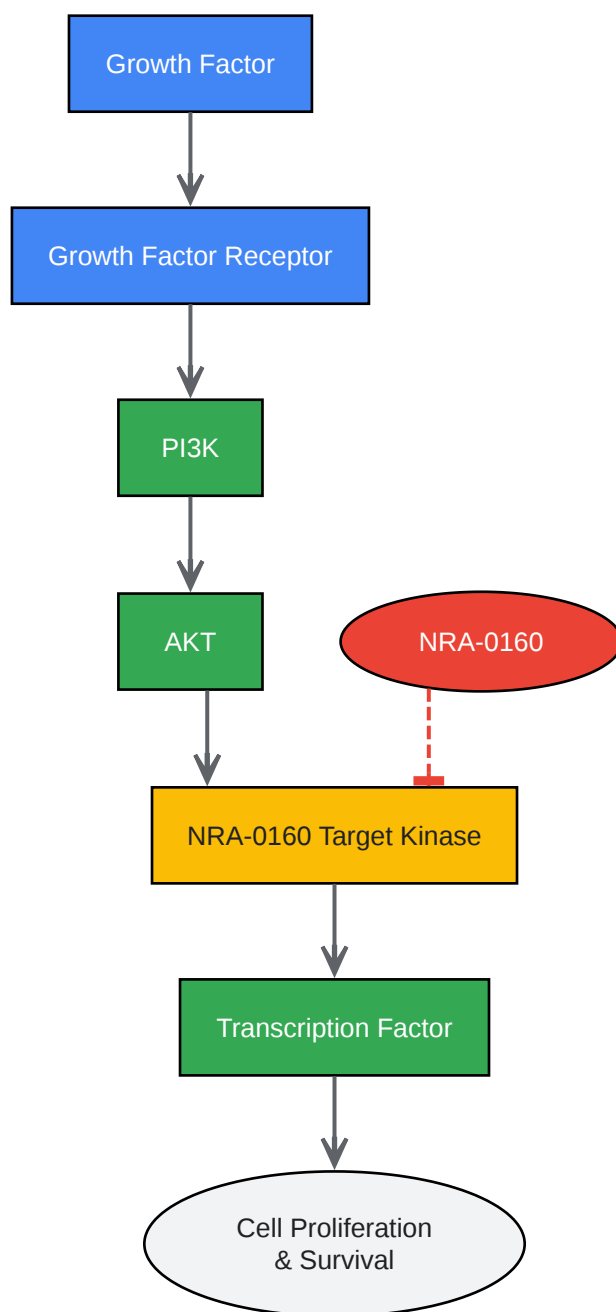 Growth Factor
Growth Factor Receptor
PI3K
AKT
NRA-0160
NRA-0160 Target Kinase
Transcription Factor
Cell Proliferation
& Survival